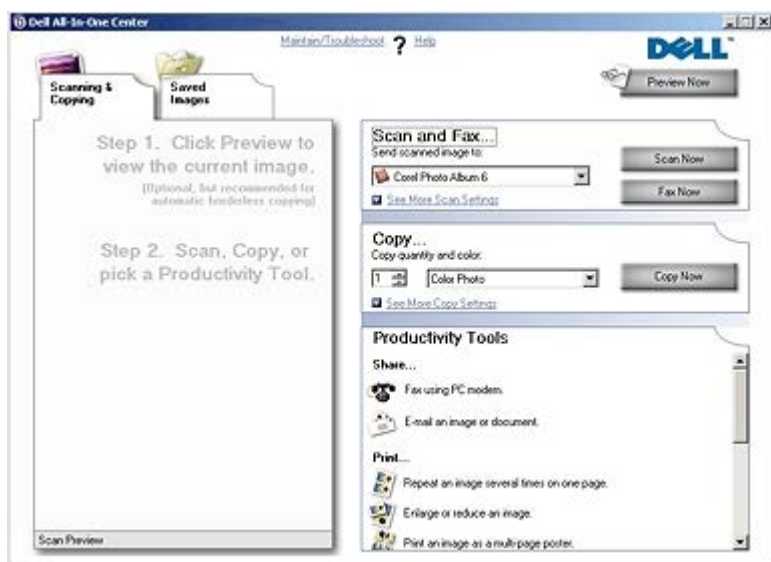 Dell All-In-One Center
Maintain/Troubleshoot ? Help
DELL
Preview Now
Scanning &
Copying
Saved
Images
Step 1. Click Preview to
view the current image.
(Optional, but recommended for
automatic borderless copying)
Step 2. Scan, Copy, or
pick a Productivity Tool.
Scan Preview
Scan and Fax...
Send scanned image to:
Corel Photo Album 6
See More Scan Settings
Scan Now
Fax Now
Copy...
Copy quantity and color:
1 Color Photo
See More Copy Settings
Copy Now
Productivity Tools
Share...
Fax using PC modem.
E-mail an image or document.
Print...
Repeat an image several times on one page.
Enlarge or reduce an image.
Print an image as a multi-page poster.